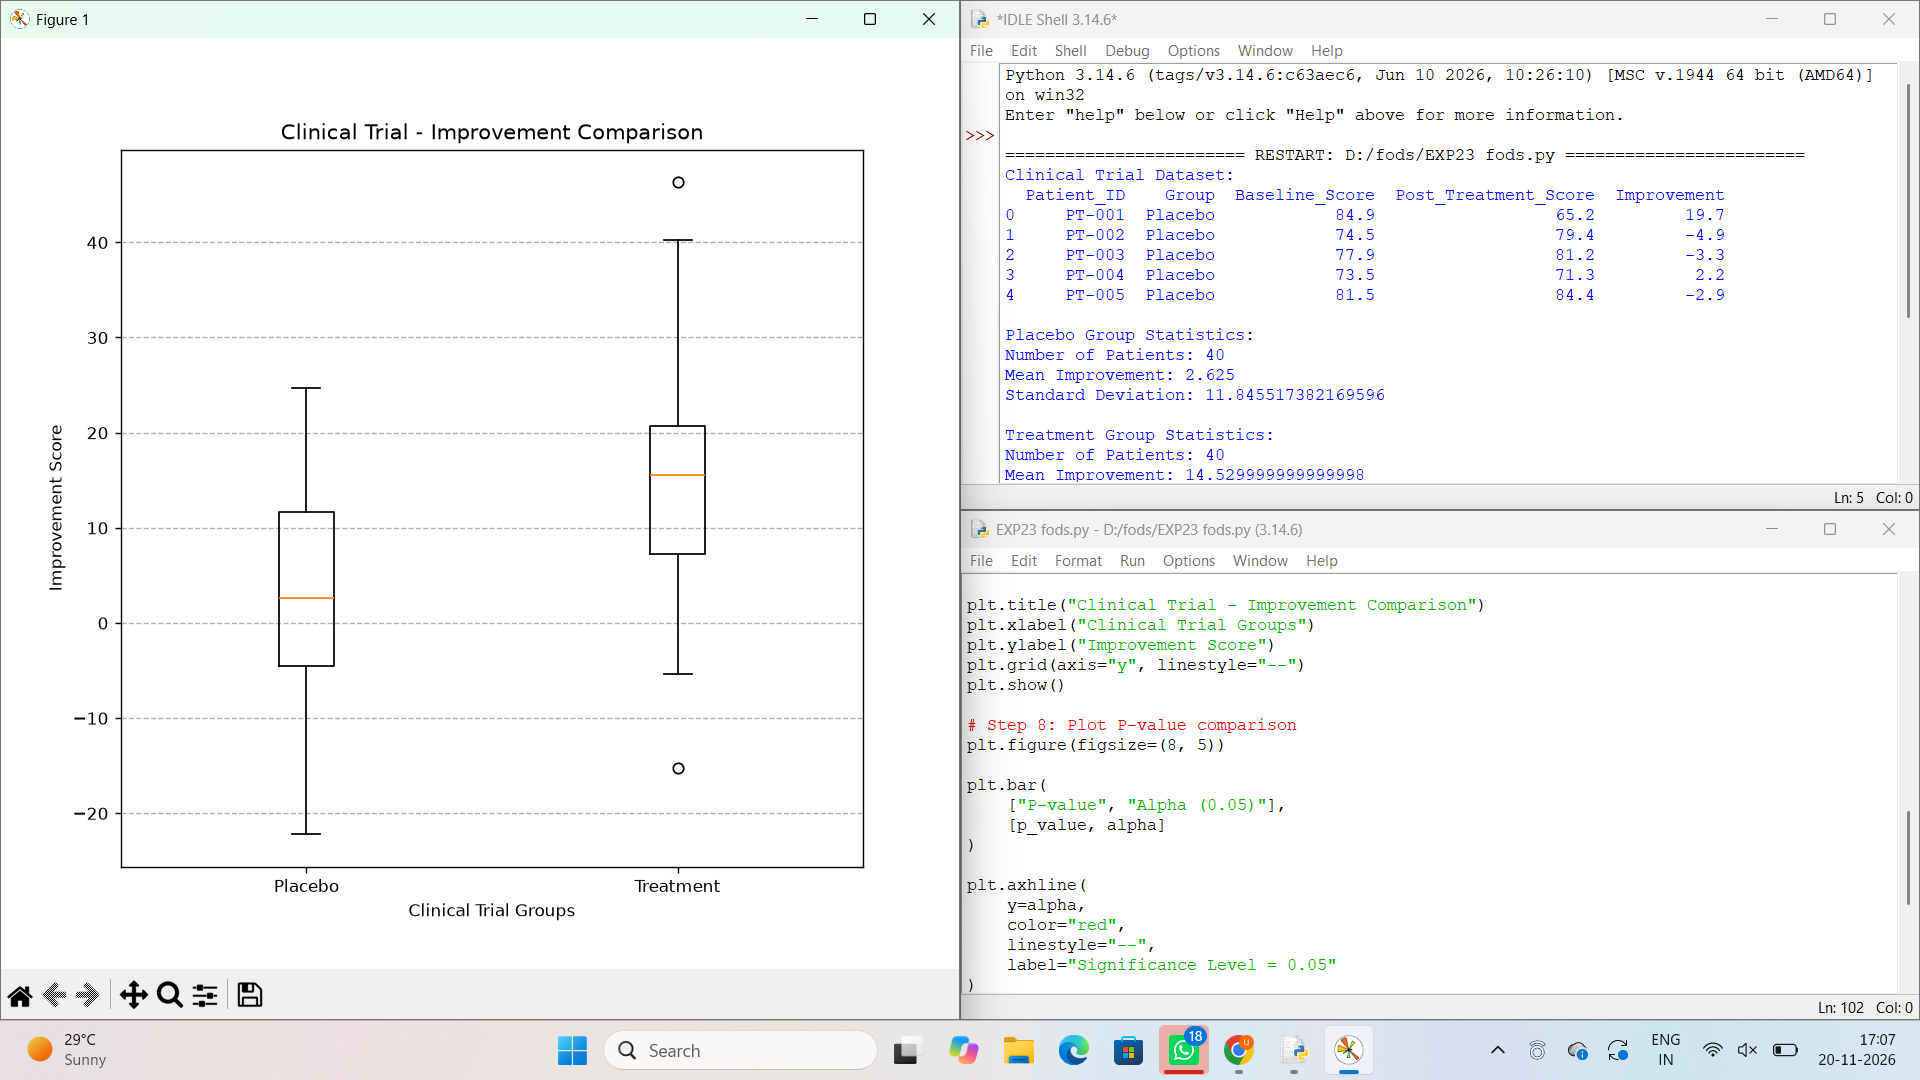 Figure 1
Clinical Trial - Improvement Comparison
40
30
20
10
0
−10
−20
Improvement Score
Placebo
Treatment
Clinical Trial Groups
*IDLE Shell 3.14.6*
File Edit Shell Debug Options Window Help
Python 3.14.6 (tags/v3.14.6:c63aec6, Jun 10 2026, 10:26:10) [MSC v.1944 64 bit (AMD64)]
on win32
Enter "help" below or click "Help" above for more information.
>>>
======================== RESTART: D:/fods/EXP23 fods.py ========================
Clinical Trial Dataset:
Patient_ID Group Baseline_Score Post_Treatment_Score Improvement
0 PT-001 Placebo 84.9 65.2 19.7
1 PT-002 Placebo 74.5 79.4 -4.9
2 PT-003 Placebo 77.9 81.2 -3.3
3 PT-004 Placebo 73.5 71.3 2.2
4 PT-005 Placebo 81.5 84.4 -2.9
Placebo Group Statistics:
Number of Patients: 40
Mean Improvement: 2.625
Standard Deviation: 11.845517382169596
Treatment Group Statistics:
Number of Patients: 40
Mean Improvement: 14.529999999999998
Ln: 5 Col: 0
EXP23 fods.py - D:/fods/EXP23 fods.py (3.14.6)
File Edit Format Run Options Window Help
plt.title("Clinical Trial - Improvement Comparison")
plt.xlabel("Clinical Trial Groups")
plt.ylabel("Improvement Score")
plt.grid(axis="y", linestyle="--")
plt.show()
# Step 8: Plot P-value comparison
plt.figure(figsize=(8, 5))
plt.bar(
["P-value", "Alpha (0.05)"],
[p_value, alpha]
)
plt.axhline(
y=alpha,
color="red",
linestyle="--",
label="Significance Level = 0.05"
)
Ln: 102 Col: 0
29°C
Sunny
Search
18
ENG
IN
17:07
20-11-2026